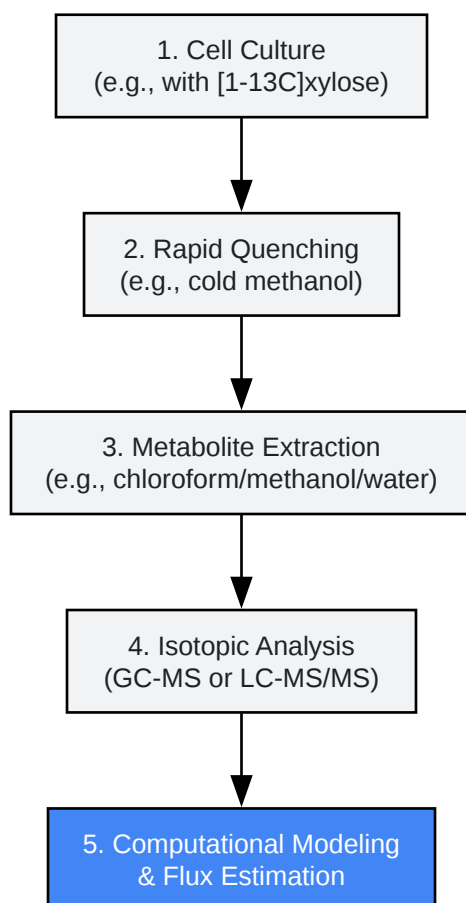 1. Cell Culture
(e.g., with [1-13C]xylose)
2. Rapid Quenching
(e.g., cold methanol)
3. Metabolite Extraction
(e.g., chloroform/methanol/water)
4. Isotopic Analysis
(GC-MS or LC-MS/MS)
5. Computational Modeling
& Flux Estimation